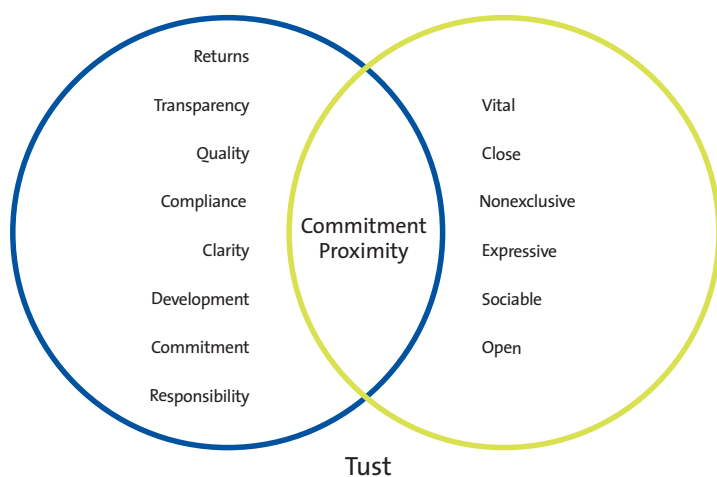 Returns
Transparency
Quality
Compliance
Clarity
Development
Commitment
Responsibility
Commitment
Proximity
Vital
Close
Nonexclusive
Expressive
Sociable
Open
Tust